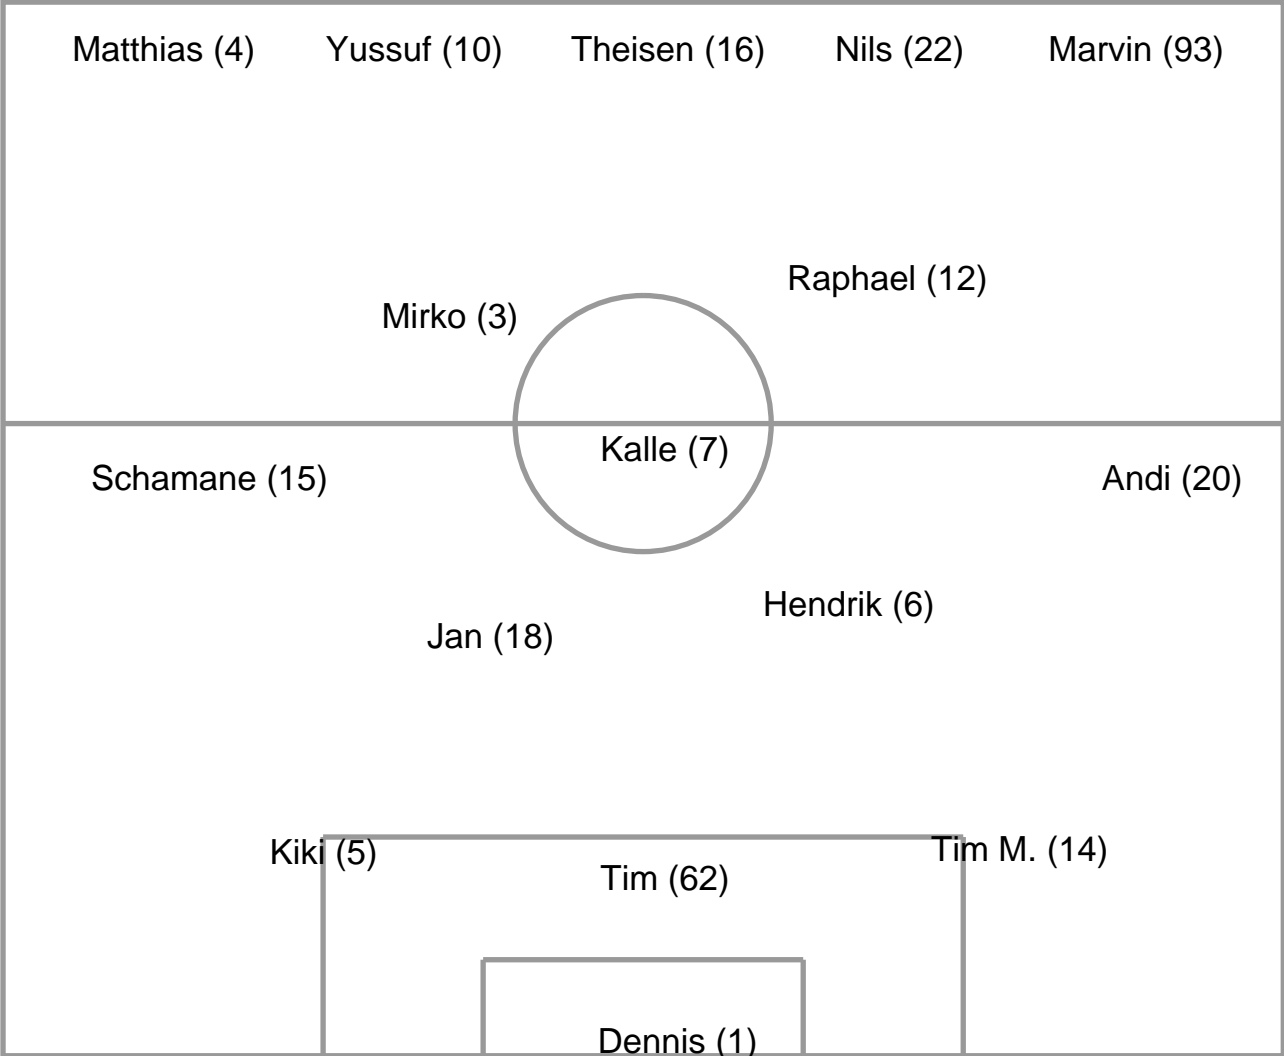 Matthias (4) Yussuf (10) Theisen (16) Nils (22) Marvin (93)
Raphael (12)
Mirko (3)
Kalle (7)
Schamane (15) Andi (20)
Hendrik (6)
Jan (18)
Kiki (5) Tim M. (14)
Tim (62)
Dennis (1)